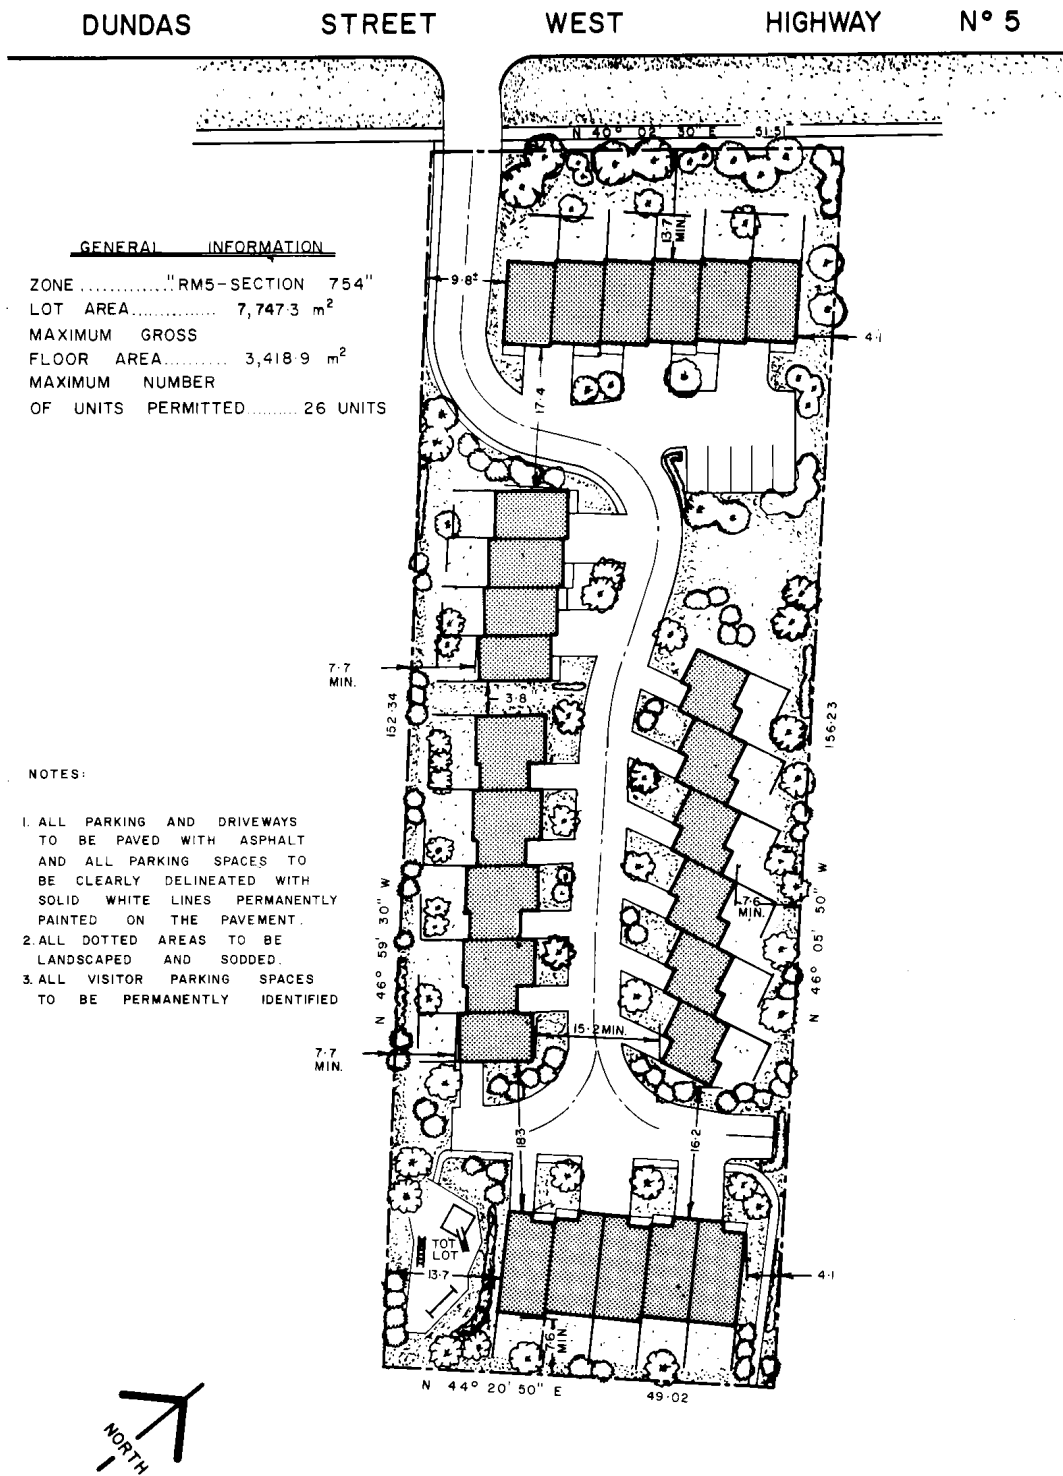 DUNDAS STREET WEST HIGHWAY Nº 5
N 40° 02' 30" E 51·51
GENERAL INFORMATION
ZONE .............. "RM5-SECTION 754"
LOT AREA............... 7,747·3 m²
MAXIMUM GROSS
FLOOR AREA.......... 3,418·9 m²
MAXIMUM NUMBER
OF UNITS PERMITTED......... 26 UNITS
13·7
MIN.
9·8±
4·1
17·4
7·7
MIN.
3·8
152·34
156·23
NOTES:
1. ALL PARKING AND DRIVEWAYS
TO BE PAVED WITH ASPHALT
AND ALL PARKING SPACES TO
BE CLEARLY DELINEATED WITH
SOLID WHITE LINES PERMANENTLY
PAINTED ON THE PAVEMENT.
2. ALL DOTTED AREAS TO BE
LANDSCAPED AND SODDED.
3. ALL VISITOR PARKING SPACES
TO BE PERMANENTLY IDENTIFIED
N 46° 59' 30" W
7·6
MIN.
N 46° 05' 50" W
15·2 MIN.
7·7
MIN.
183
16·2
TOT
LOT
13·7
4·1
7·6
MIN
N 44° 20' 50" E
49·02
NORTH